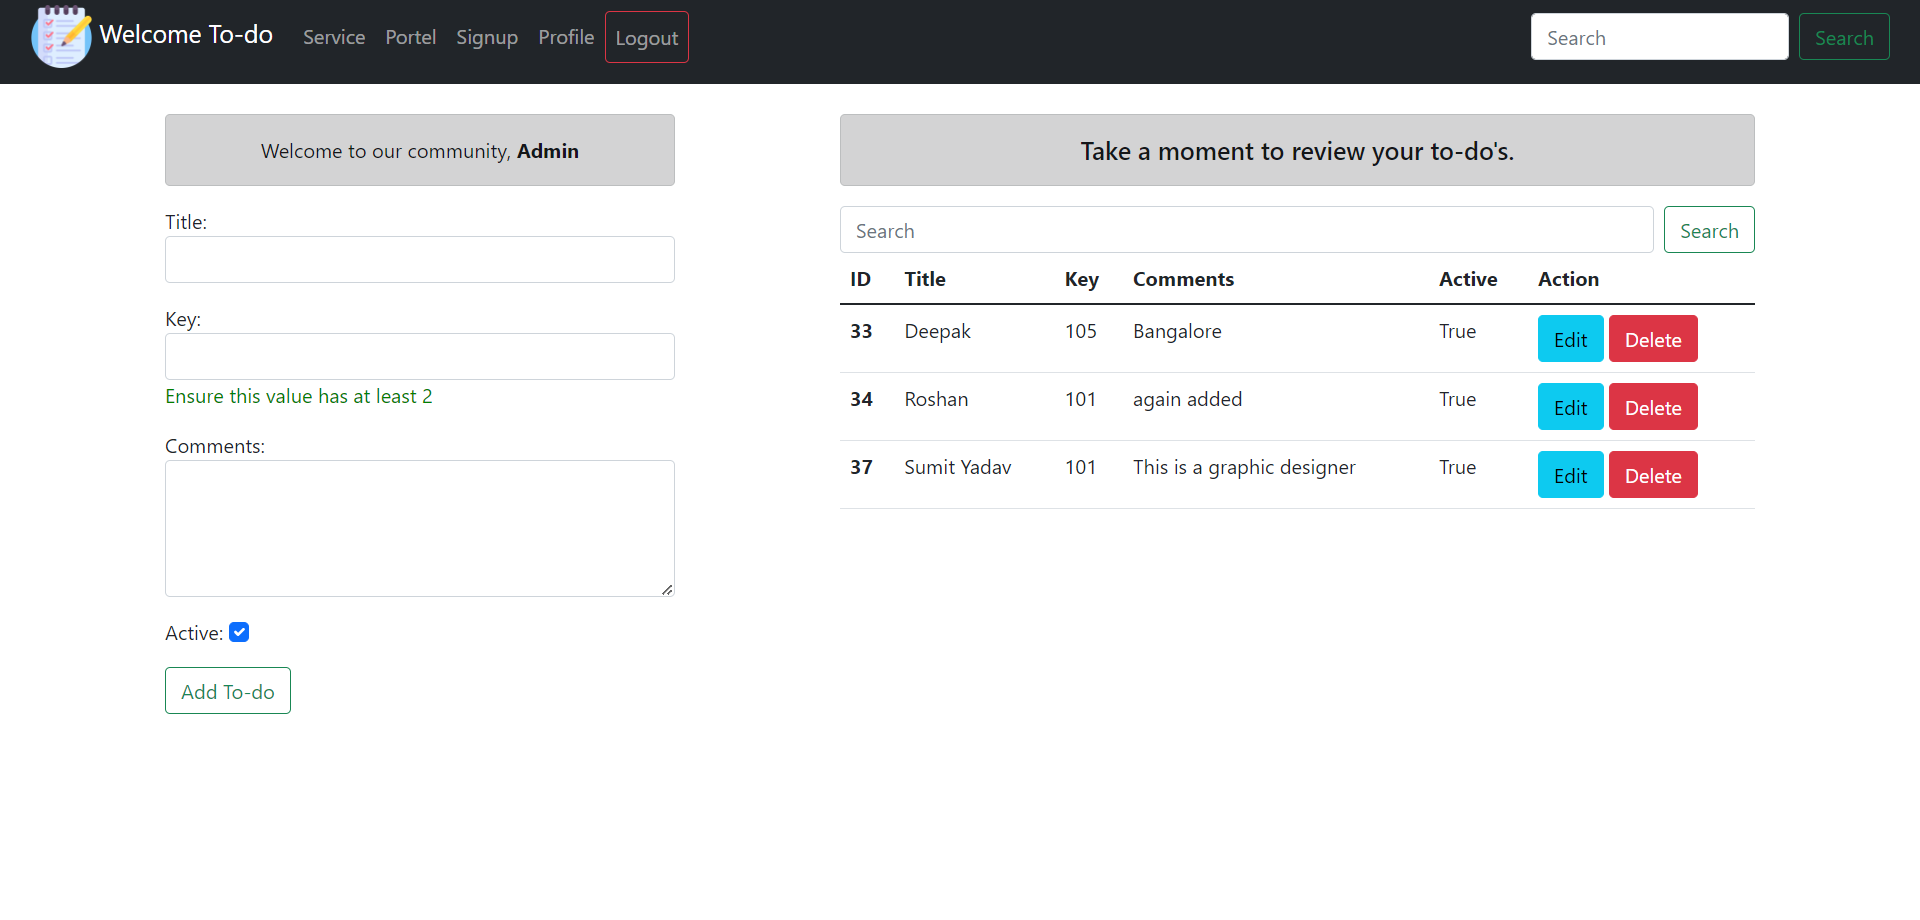 Welcome To-do Service Portel Signup Profile Logout Search Search
Welcome to our community, Admin
Title:
Key:
Ensure this value has at least 2
Comments:
Active:
Add To-do
Take a moment to review your to-do's.
Search Search
ID Title Key Comments Active Action
33 Deepak 105 Bangalore True Edit Delete
34 Roshan 101 again added True Edit Delete
37 Sumit Yadav 101 This is a graphic designer True Edit Delete